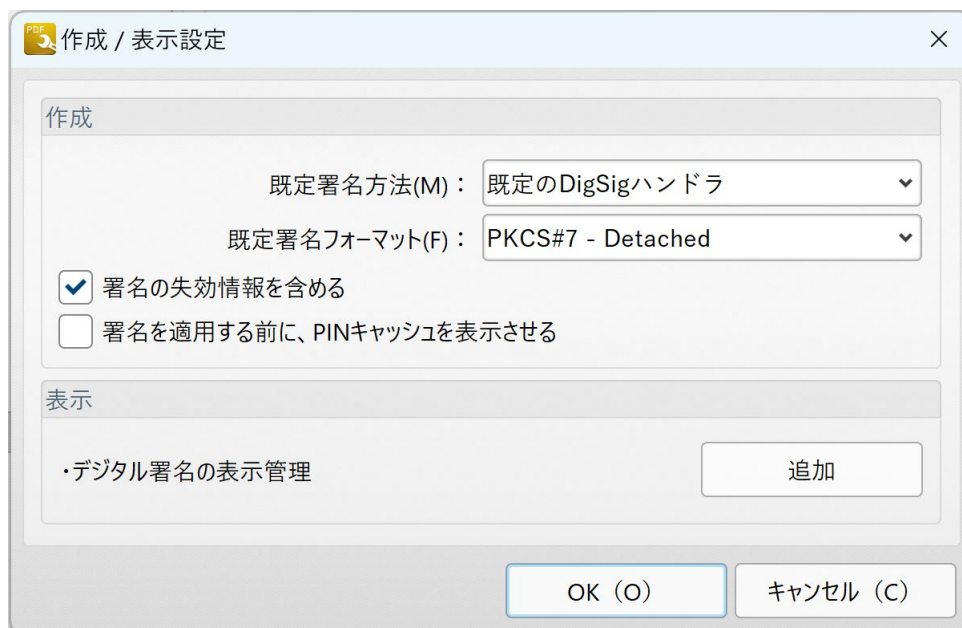 PDF
作成 / 表示設定
作成
既定署名方法(M)： 既定のDigSigハンドラ
既定署名フォーマット(F)： PKCS#7 - Detached
署名の失効情報を含める
署名を適用する前に、PINキャッシュを表示させる
表示
・デジタル署名の表示管理 追加
OK（O） キャンセル（C）